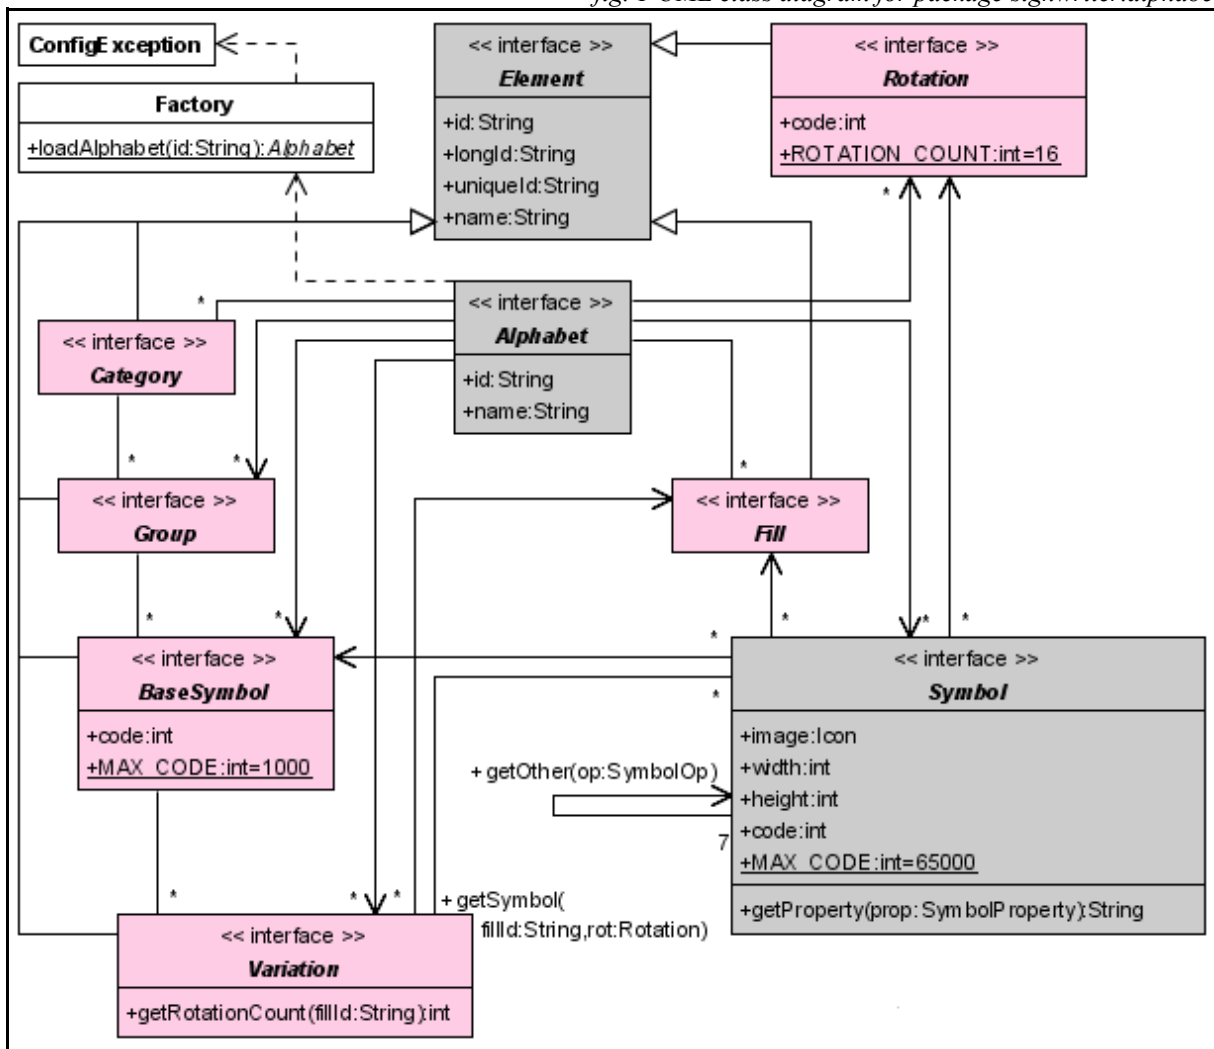 fig. 1 UML class diagram for package signwriter.alphabe
ConfigException
Factory
+loadAlphabet(id:String):Alphabet
<< interface >>
Element
+id:String
+longId:String
+uniqueId:String
+name:String
<< interface >>
Rotation
+code:int
+ROTATION_COUNT:int=16
*
*
<< interface >>
Category
<< interface >>
Alphabet
+id:String
+name:String
*
*
*
<< interface >>
Group
<< interface >>
Fill
*
*
*
*
*
*
<< interface >>
BaseSymbol
+code:int
+MAX_CODE:int=1000
*
<< interface >>
Symbol
+image:Icon
+width:int
+height:int
+code:int
+MAX_CODE:int=65000
+getProperty(prop:SymbolProperty):String
+ getOther(op:SymbolOp)
7
*
*
*
+ getSymbol(
fillId:String,rot:Rotation)
<< interface >>
Variation
+getRotationCount(fillId:String):int